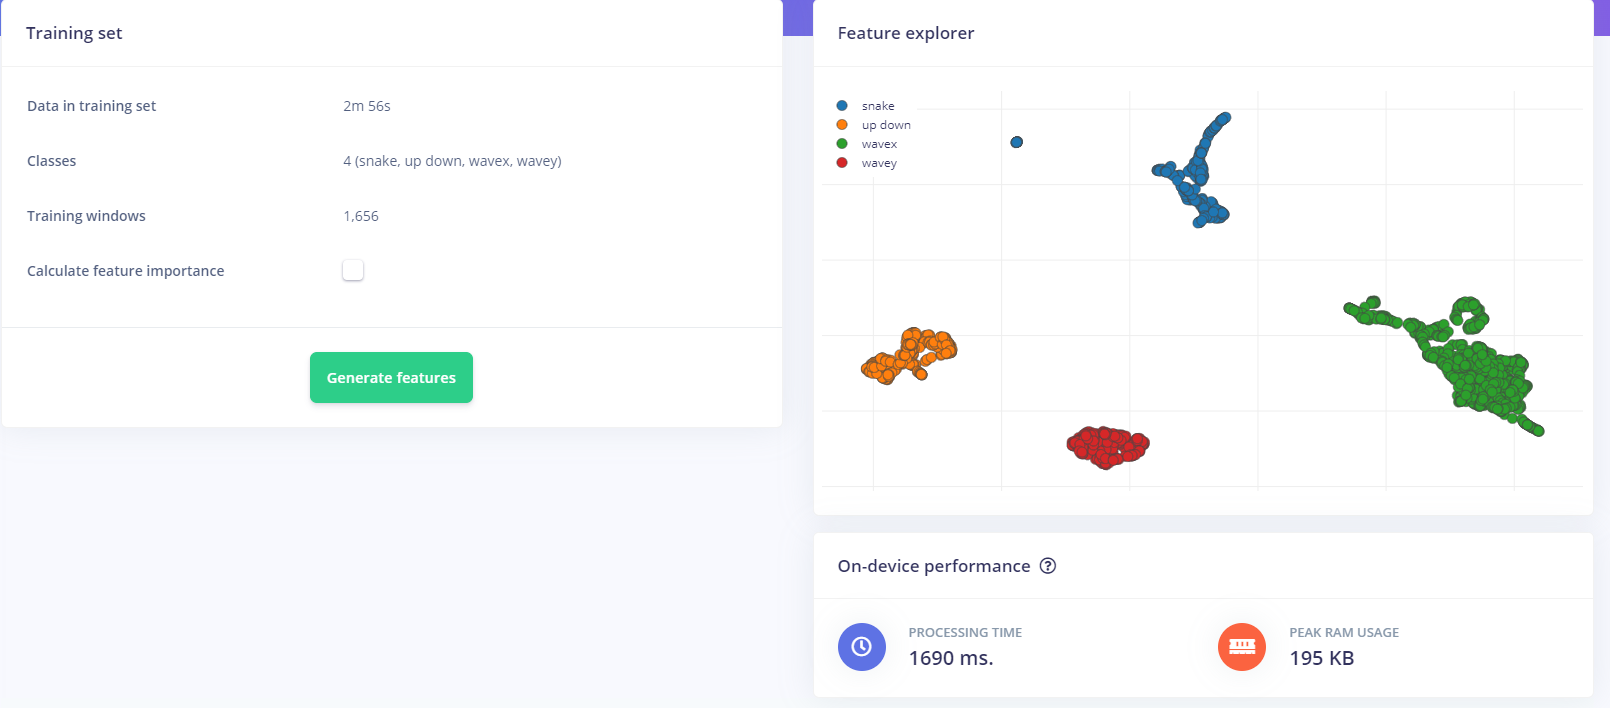 Training set
Data in training set 2m 56s
Classes 4 (snake, up down, wavex, wavey)
Training windows 1,656
Calculate feature importance
Generate features
Feature explorer
snake
up down
wavex
wavey
On-device performance
PROCESSING TIME
1690 ms.
PEAK RAM USAGE
195 KB